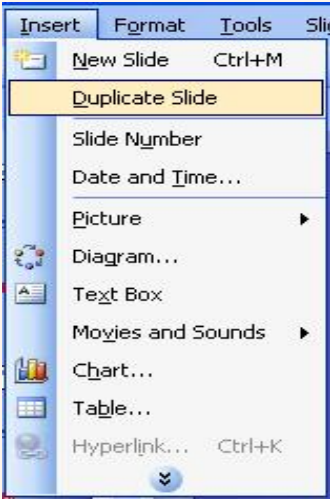 Insert Format Tools Sli
New Slide Ctrl+M
Duplicate Slide
Slide Number
Date and Time...
Picture
Diagram...
Text Box
Movies and Sounds
Chart...
Table...
Hyperlink... Ctrl+K